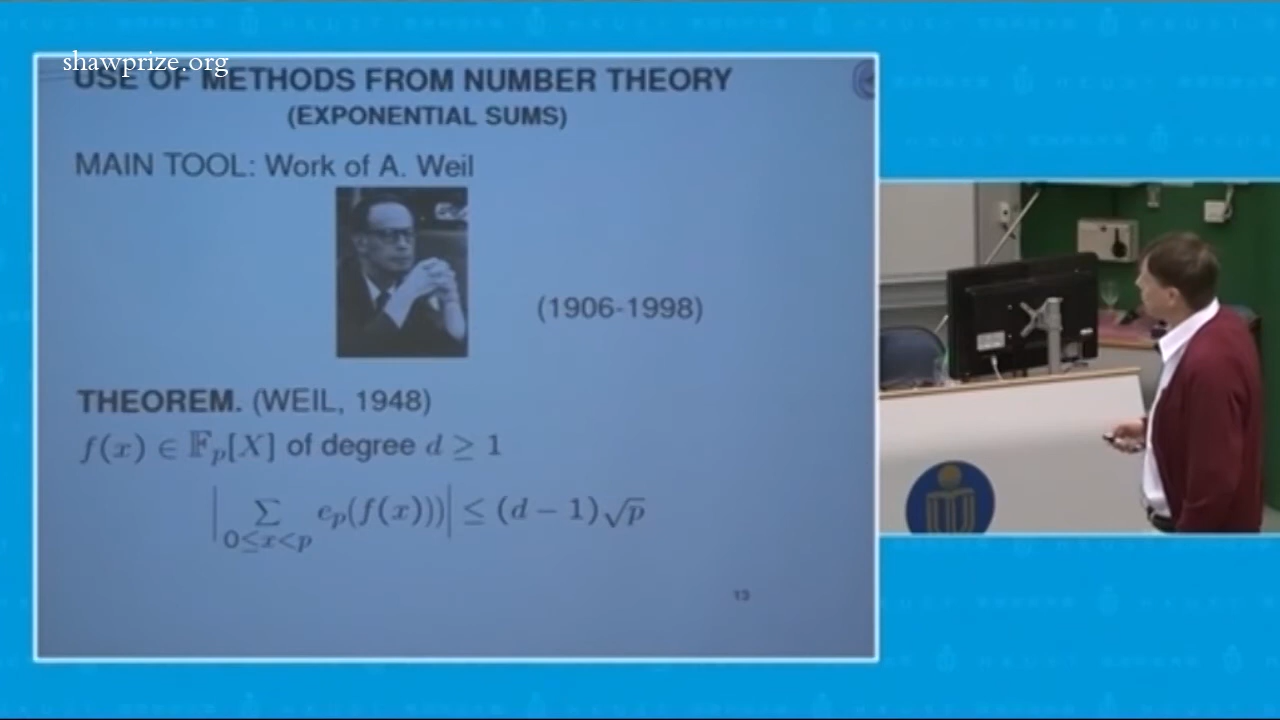 shawprize.org
USE OF METHODS FROM NUMBER THEORY
(EXPONENTIAL SUMS)
MAIN TOOL: Work of A. Weil
(1906-1998)
THEOREM. (WEIL, 1948)
f(x) ∈ 𝔽_p[X] of degree d ≥ 1
|∑_{0≤x<p} e_p(f(x)))| ≤ (d − 1)√p
13